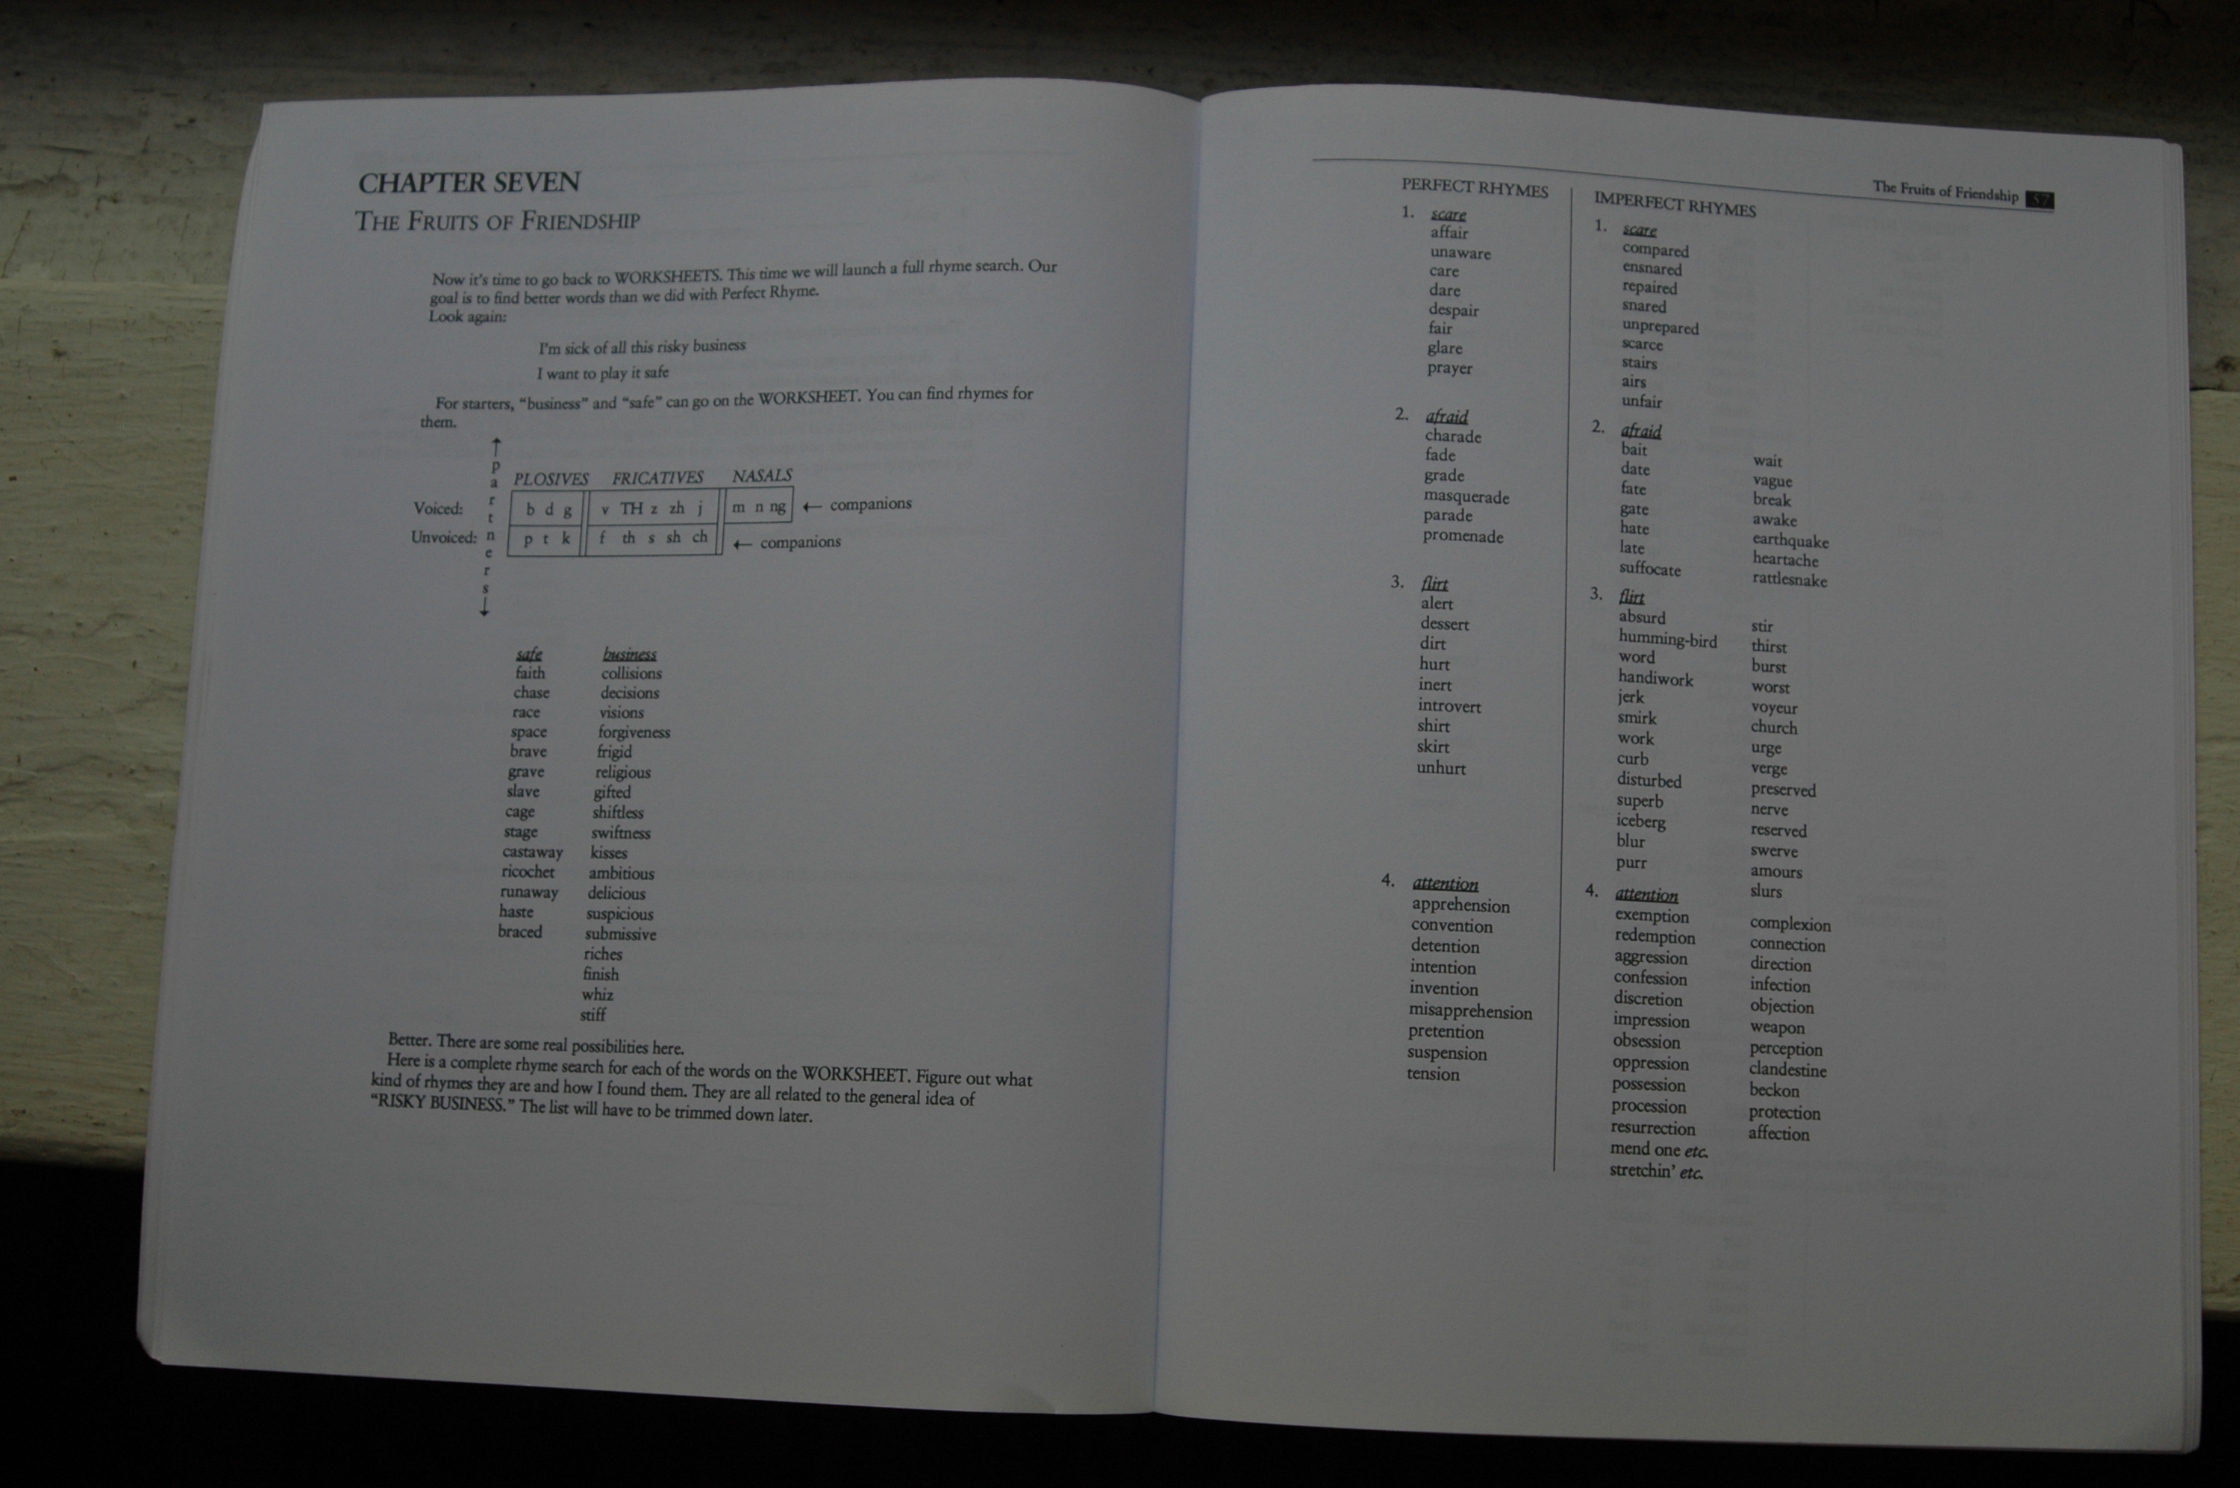 CHAPTER SEVEN
THE FRUITS OF FRIENDSHIP
Now it's time to go back to WORKSHEETS. This time we will launch a full rhyme search. Our
goal is to find better words than we did with Perfect Rhyme.
Look again:
I'm sick of all this risky business
I want to play it safe
For starters, "business" and "safe" can go on the WORKSHEET. You can find rhymes for
them.
↑ Partners ↓
PLOSIVES FRICATIVES NASALS
Voiced: b d g v TH z zh j m n ng ← companions
Unvoiced: p t k f th s sh ch ← companions
safe business
faith collisions
chase decisions
race visions
space forgiveness
brave frigid
grave religious
slave gifted
cage shiftless
stage swiftness
castaway kisses
ricochet ambitious
runaway delicious
haste suspicious
braced submissive
riches
finish
whiz
stiff
Better. There are some real possibilities here.
Here is a complete rhyme search for each of the words on the WORKSHEET. Figure out what
kind of rhymes they are and how I found them. They are all related to the general idea of
"RISKY BUSINESS." The list will have to be trimmed down later.
The Fruits of Friendship 57
PERFECT RHYMES
1. scare
affair
unaware
care
dare
despair
fair
glare
prayer
2. afraid
charade
fade
grade
masquerade
parade
promenade
3. flirt
alert
dessert
dirt
hurt
inert
introvert
shirt
skirt
unhurt
4. attention
apprehension
convention
detention
intention
invention
misapprehension
pretention
suspension
tension
IMPERFECT RHYMES
1. scare
compared
ensnared
repaired
snared
unprepared
scarce
stairs
airs
unfair
2. afraid
bait wait
date vague
fate break
gate awake
hate earthquake
late heartache
suffocate rattlesnake
3. flirt
absurd stir
humming-bird thirst
word burst
handiwork worst
jerk voyeur
smirk church
work urge
curb verge
disturbed preserved
superb nerve
iceberg reserved
blur swerve
purr amours
slurs
4. attention
exemption complexion
redemption connection
aggression direction
confession infection
discretion objection
impression weapon
obsession perception
oppression clandestine
possession beckon
procession protection
resurrection affection
mend one etc.
stretchin' etc.